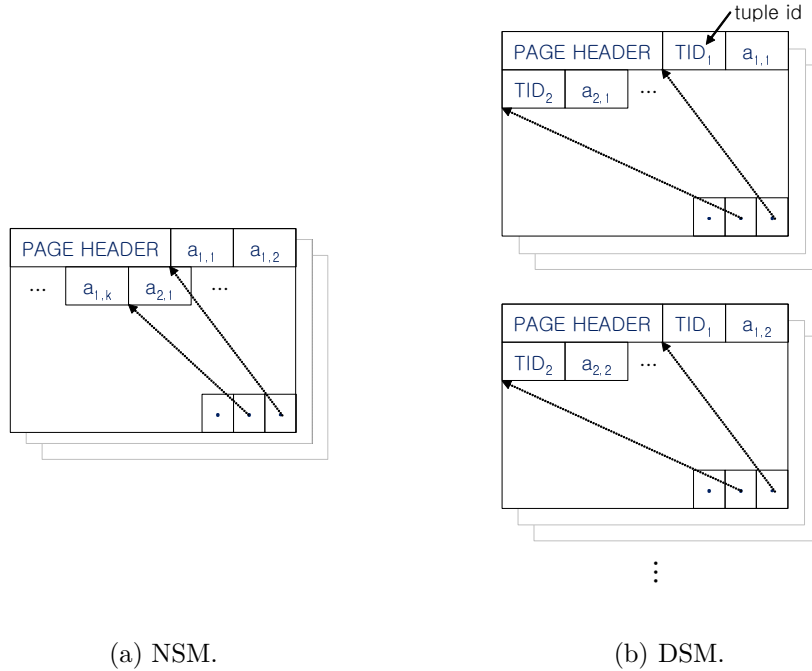 tuple id
PAGE HEADER TID₁ a₁,₁
TID₂ a₂,₁ ...
PAGE HEADER a₁,₁ a₁,₂
... a₁,ₖ a₂,₁ ...
PAGE HEADER TID₁ a₁,₂
TID₂ a₂,₂ ...
⋮
(a) NSM.
(b) DSM.